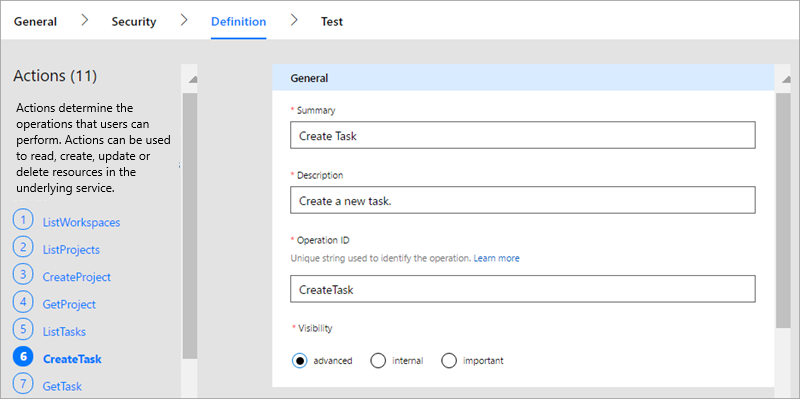 General > Security > Definition > Test
Actions (11)
Actions determine the
operations that users can
perform. Actions can be used
to read, create, update or
delete resources in the
underlying service.
1 ListWorkspaces
2 ListProjects
3 CreateProject
4 GetProject
5 ListTasks
6 CreateTask
7 GetTask
General
* Summary
Create Task
* Description
Create a new task.
* Operation ID
Unique string used to identify the operation. Learn more
CreateTask
* Visibility
advanced internal important